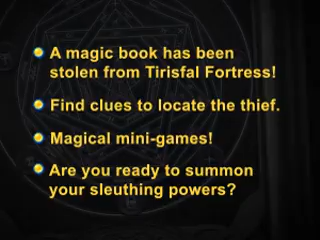 A magic book has been
stolen from Tirisfal Fortress!
Find clues to locate the thief.
Magical mini-games!
Are you ready to summon
your sleuthing powers?